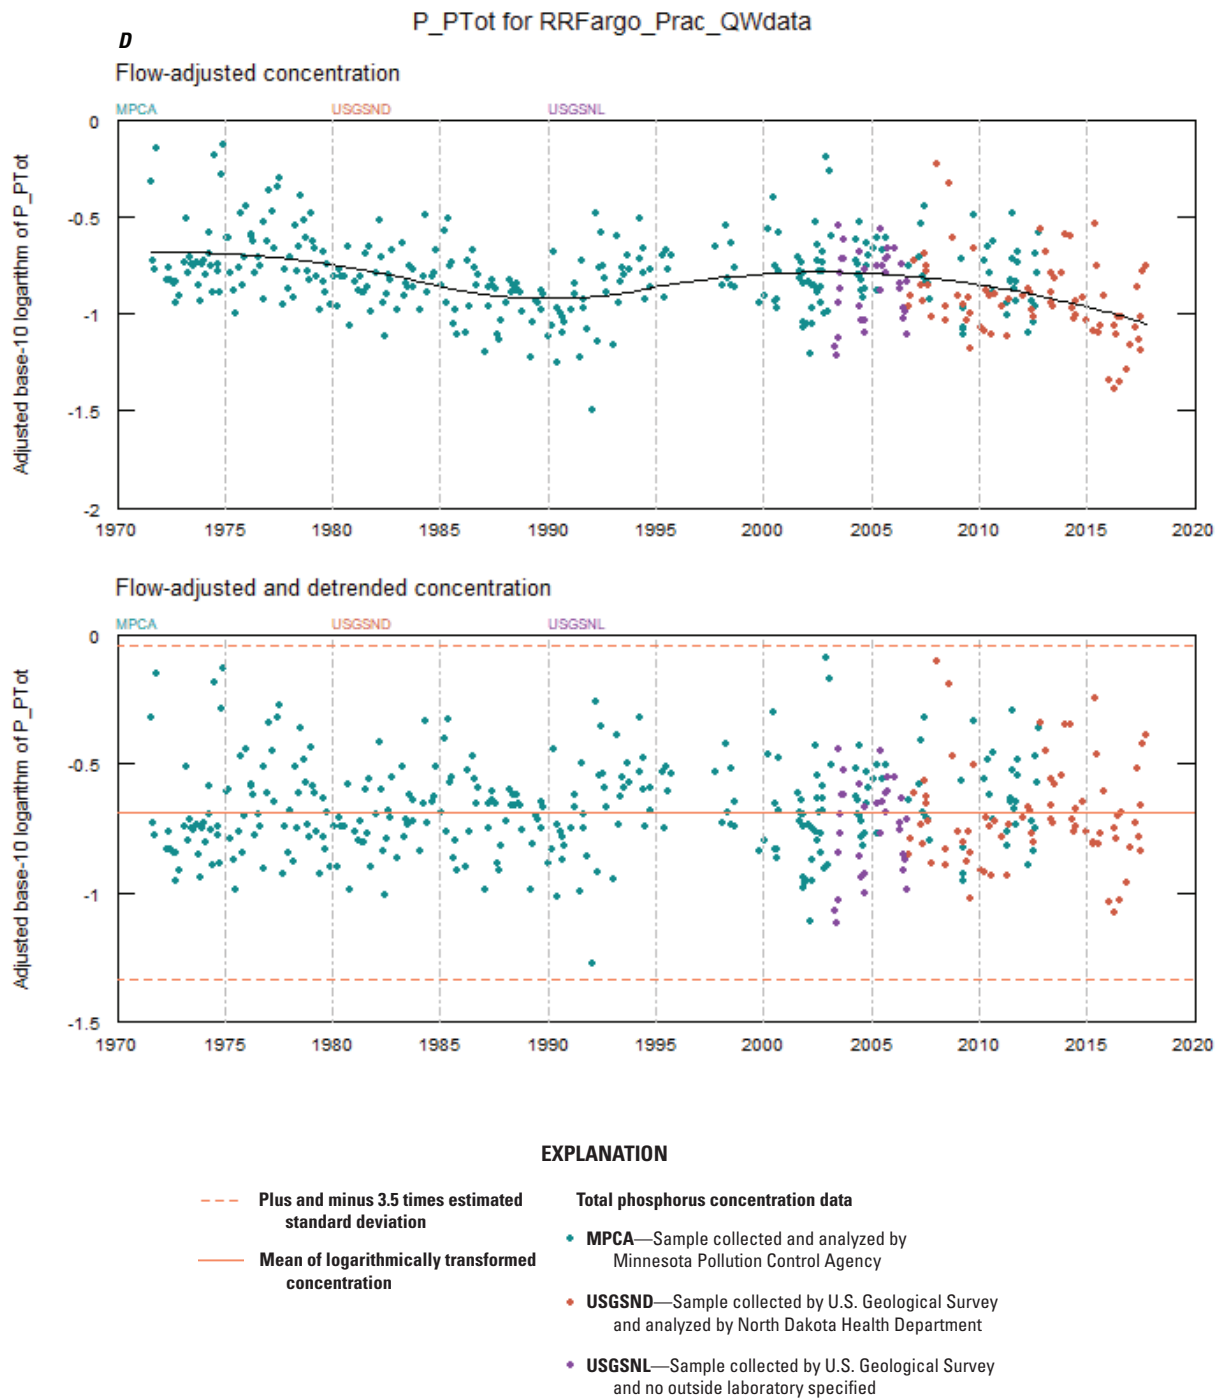 P_PTot for RRFargo_Prac_QWdata
D
Flow-adjusted concentration
MPCA USGSND USGSNL
Adjusted base-10 logarithm of P_PTot
0
-0.5
-1
-1.5
-2
1970 1975 1980 1985 1990 1995 2000 2005 2010 2015 2020
Flow-adjusted and detrended concentration
MPCA USGSND USGSNL
Adjusted base-10 logarithm of P_PTot
0
-0.5
-1
-1.5
1970 1975 1980 1985 1990 1995 2000 2005 2010 2015 2020
EXPLANATION
Plus and minus 3.5 times estimated
standard deviation
Mean of logarithmically transformed
concentration
Total phosphorus concentration data
MPCA—Sample collected and analyzed by
Minnesota Pollution Control Agency
USGSND—Sample collected by U.S. Geological Survey
and analyzed by North Dakota Health Department
USGSNL—Sample collected by U.S. Geological Survey
and no outside laboratory specified